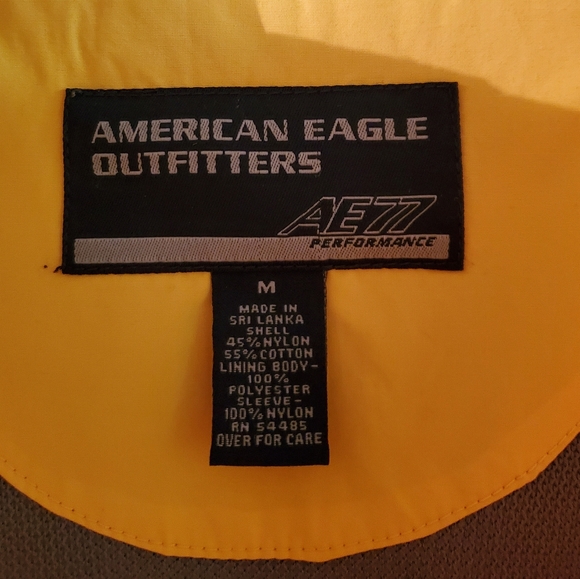 AMERICAN EAGLE
OUTFITTERS
AE77
PERFORMANCE
M
MADE IN
SRI LANKA
SHELL
45% NYLON
55% COTTON
LINING BODY-
100%
POLYESTER
SLEEVE-
100% NYLON
RN 54485
OVER FOR CARE